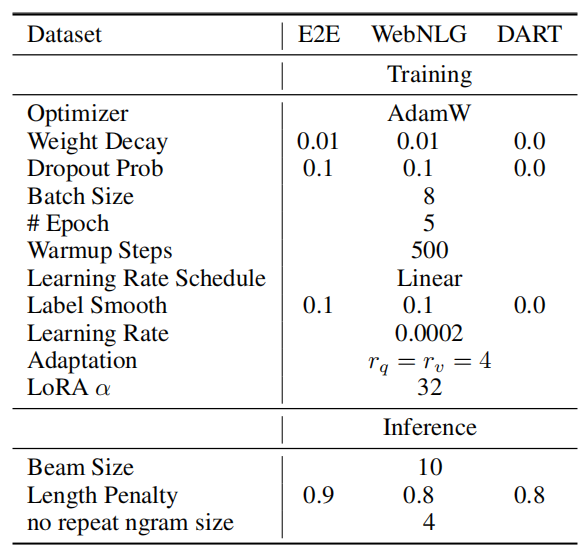 Dataset E2E WebNLG DART
Training
Optimizer AdamW
Weight Decay 0.01 0.01 0.0
Dropout Prob 0.1 0.1 0.0
Batch Size 8
# Epoch 5
Warmup Steps 500
Learning Rate Schedule Linear
Label Smooth 0.1 0.1 0.0
Learning Rate 0.0002
Adaptation r_q = r_v = 4
LoRA α 32
Inference
Beam Size 10
Length Penalty 0.9 0.8 0.8
no repeat ngram size 4